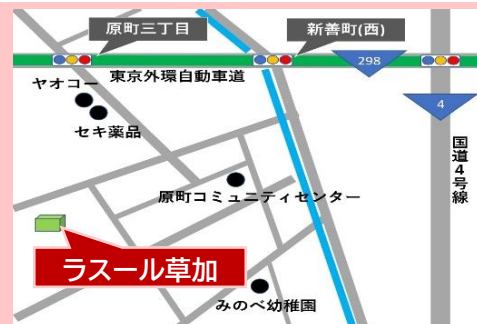 原町三丁目
新善町(西)
298
東京外環自動車道
ヤオコー
4
セキ薬品
国道4号線
原町コミュニティセンター
ラスール草加
みのべ幼稚園